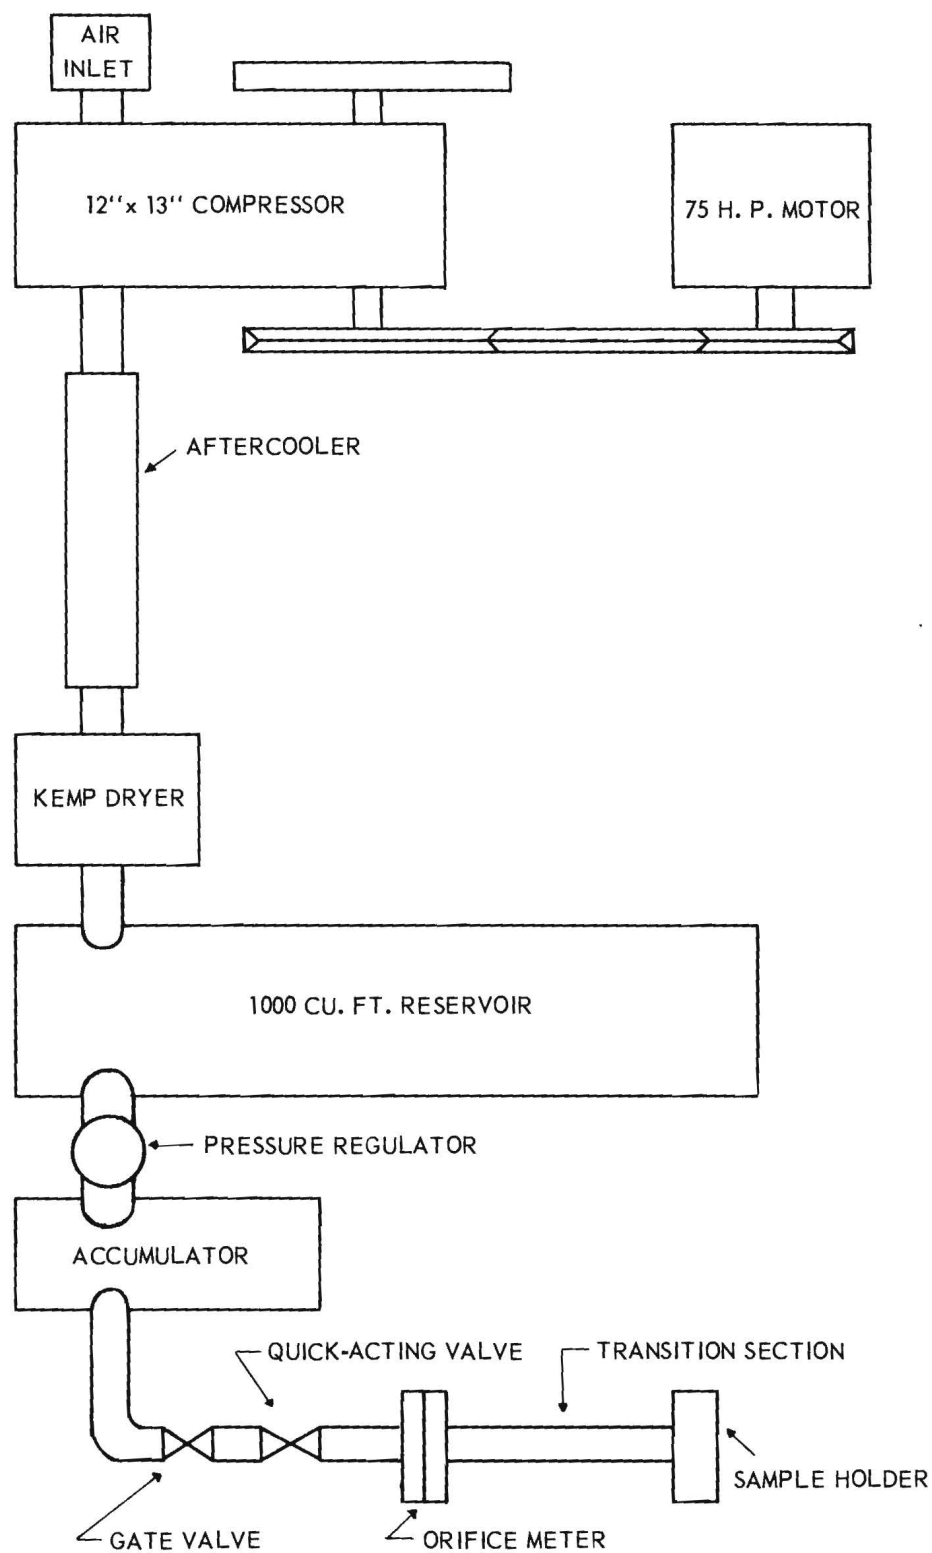 AIR
INLET
12"x 13" COMPRESSOR
75 H. P. MOTOR
AFTERCOOLER
KEMP DRYER
1000 CU. FT. RESERVOIR
PRESSURE REGULATOR
ACCUMULATOR
QUICK-ACTING VALVE
TRANSITION SECTION
SAMPLE HOLDER
GATE VALVE
ORIFICE METER